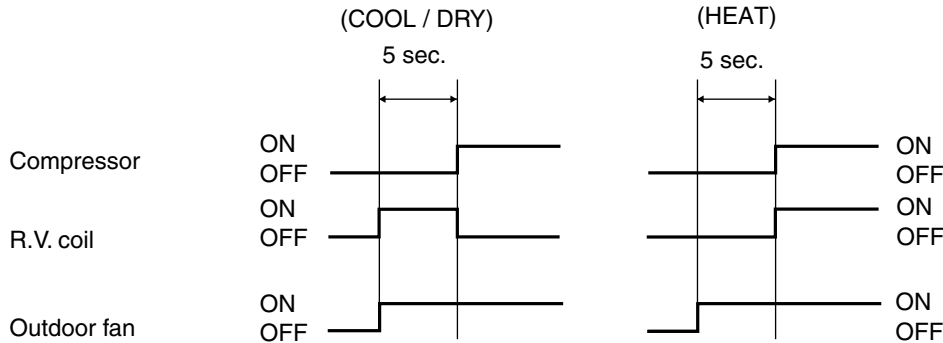 (COOL / DRY) (HEAT)
5 sec. 5 sec.
Compressor ON ON
OFF OFF
R.V. coil ON ON
OFF OFF
Outdoor fan ON ON
OFF OFF